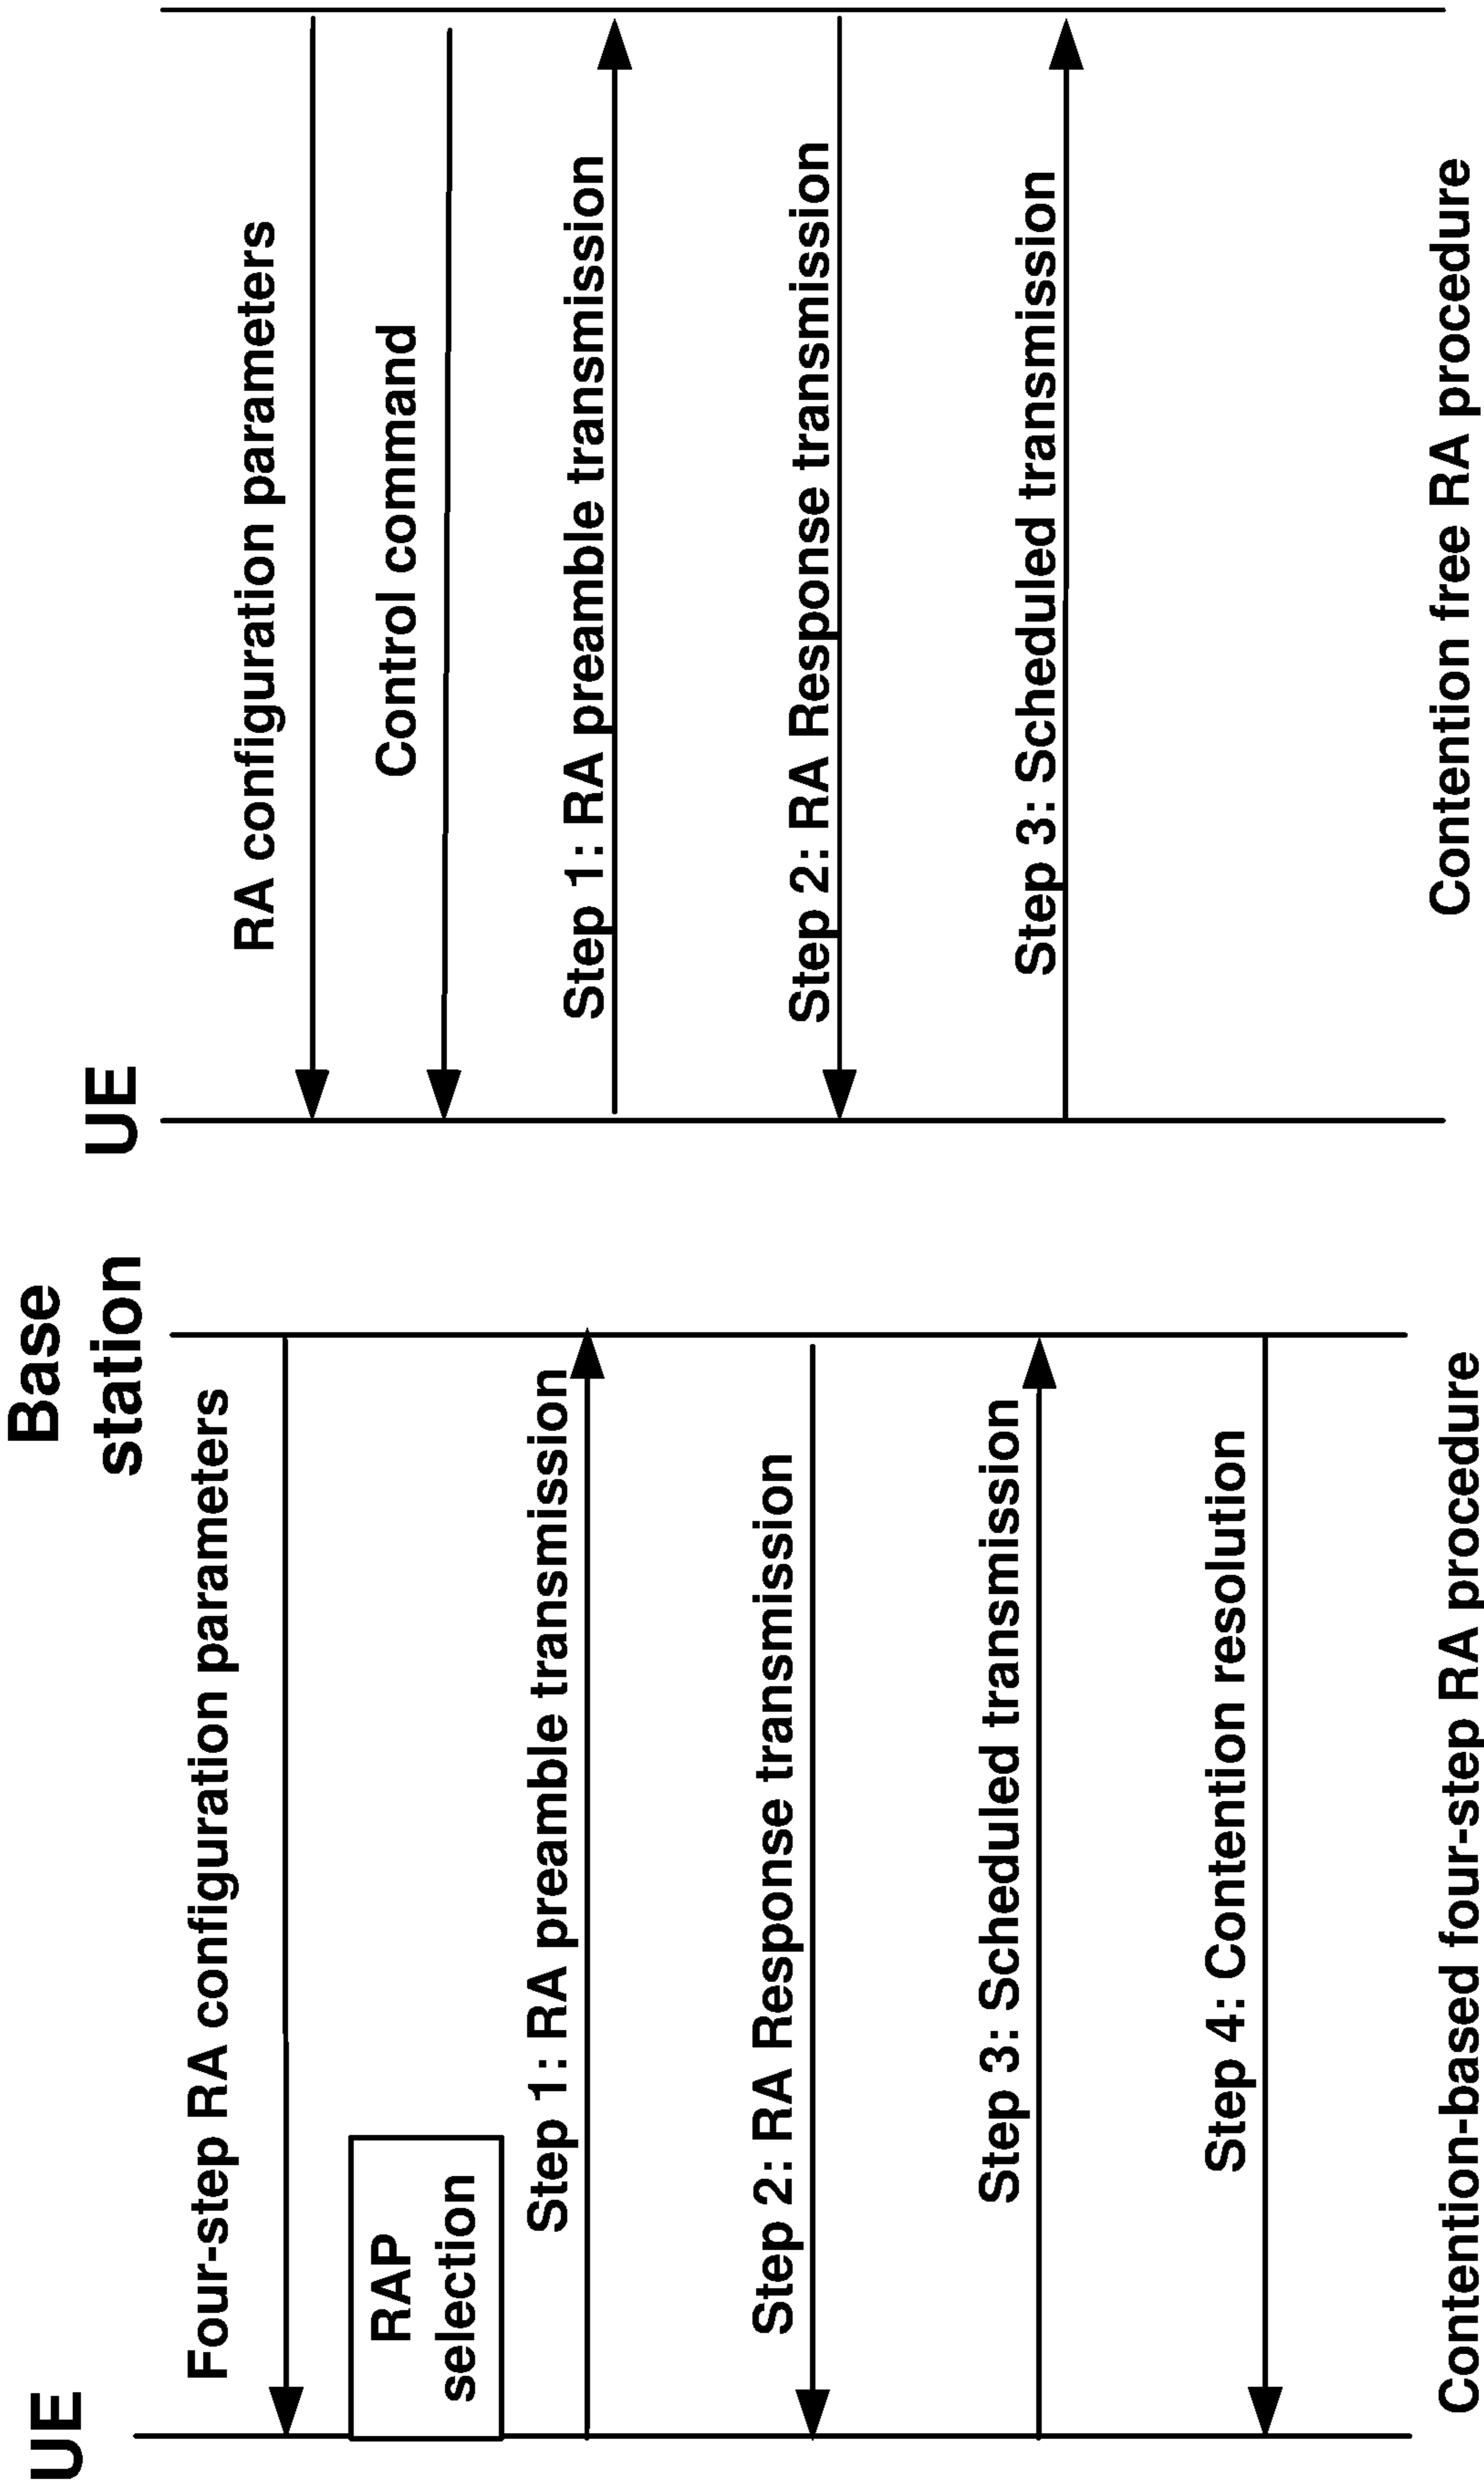 UE
Base
station
Four-step RA configuration parameters
RAP
selection
Step 1: RA preamble transmission
Step 2: RA Response transmission
Step 3: Scheduled transmission
Step 4: Contention resolution
Contention-based four-step RA procedure
UE
RA configuration parameters
Control command
Step 1: RA preamble transmission
Step 2: RA Response transmission
Step 3: Scheduled transmission
Contention free RA procedure